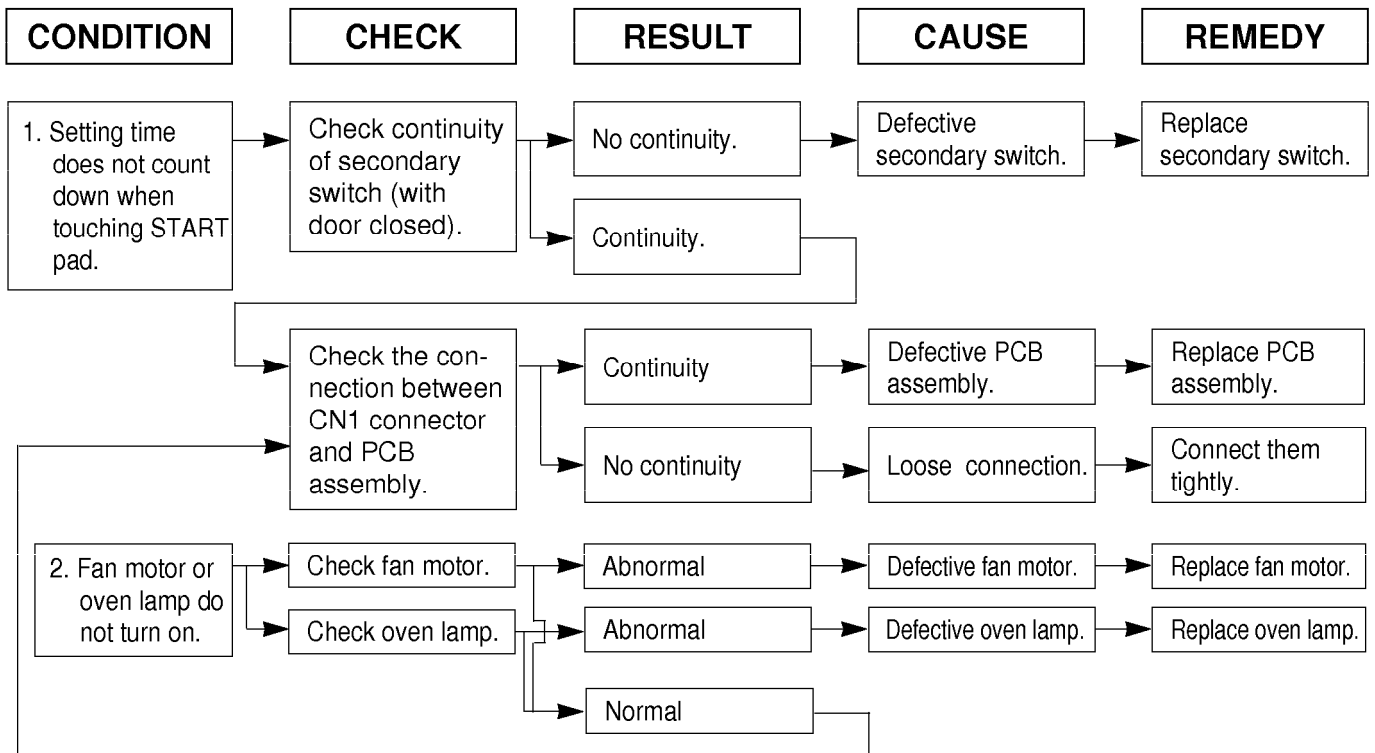 CONDITION
CHECK
RESULT
CAUSE
REMEDY
1. Setting time
does not count
down when
touching START
pad.
Check continuity
of secondary
switch (with
door closed).
No continuity.
Defective
secondary switch.
Replace
secondary switch.
Continuity.
Check the con-
nection between
CN1 connector
and PCB
assembly.
Continuity
Defective PCB
assembly.
Replace PCB
assembly.
No continuity
Loose connection.
Connect them
tightly.
2. Fan motor or
oven lamp do
not turn on.
Check fan motor.
Abnormal
Defective fan motor.
Replace fan motor.
Check oven lamp.
Abnormal
Defective oven lamp.
Replace oven lamp.
Normal